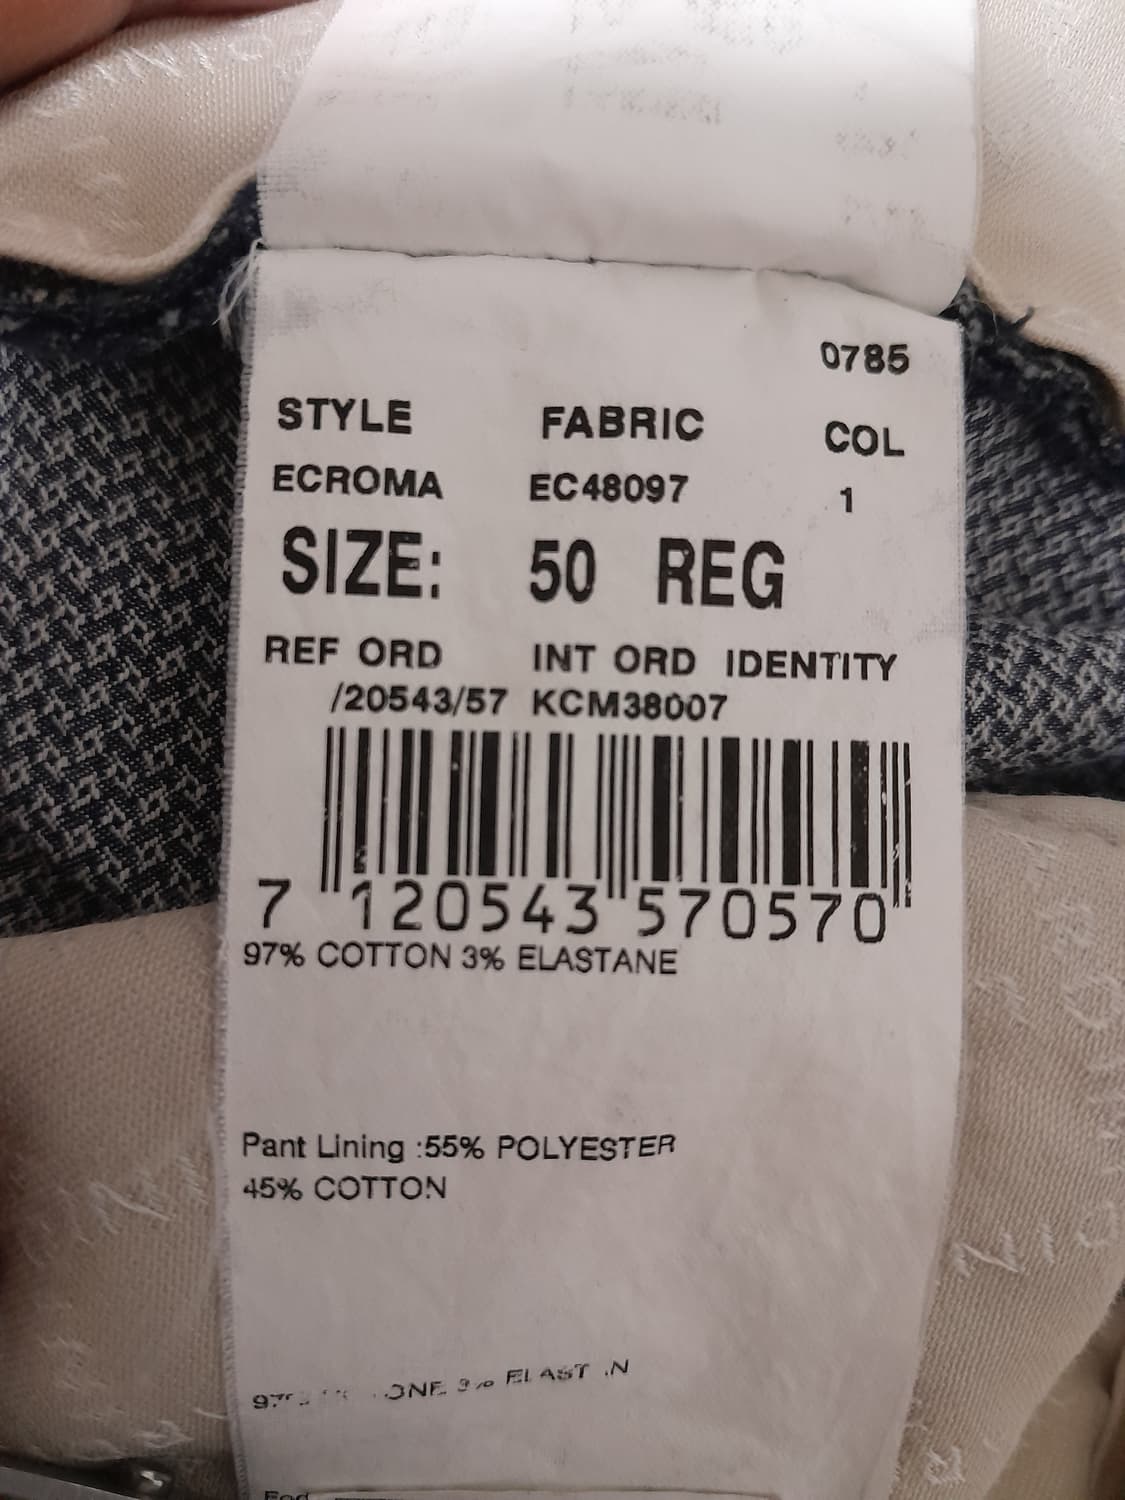 0785
STYLE FABRIC COL
ECROMA EC48097 1
SIZE: 50 REG
REF ORD INT ORD IDENTITY
/20543/57 KCM38007
7 120543 570570
97% COTTON 3% ELASTANE
Pant Lining :55% POLYESTER
45% COTTON